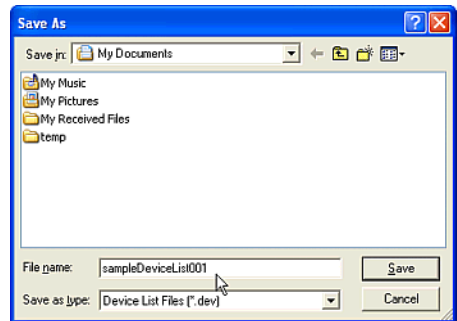 Save As
Save in: My Documents
My Music
My Pictures
My Received Files
temp
File name: sampleDeviceList001 Save
Save as type: Device List Files (*.dev) Cancel